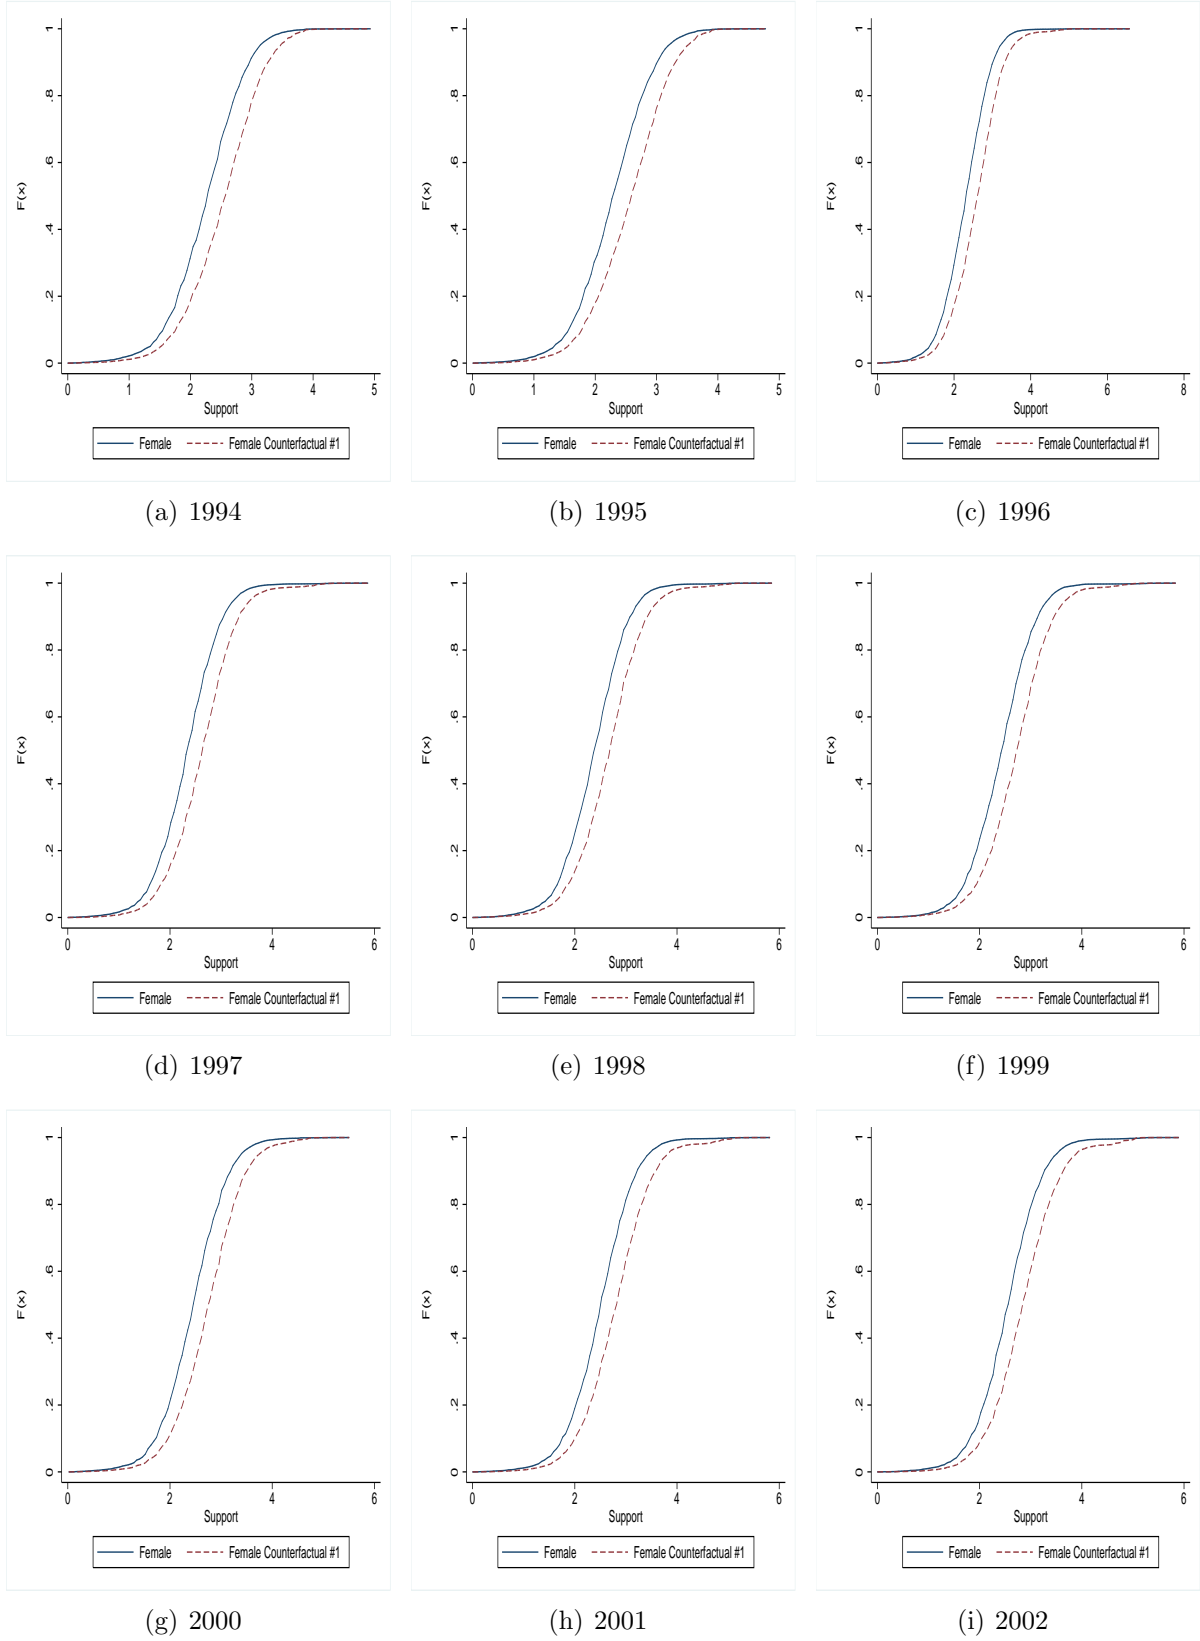 1
.8
.6
F(x)
.4
.2
0
0 1 2 3 4 5
Support
Female Female Counterfactual #1
(a) 1994
1
.8
.6
F(x)
.4
.2
0
0 1 2 3 4 5
Support
Female Female Counterfactual #1
(b) 1995
1
.8
.6
F(x)
.4
.2
0
0 2 4 6 8
Support
Female Female Counterfactual #1
(c) 1996
1
.8
.6
F(x)
.4
.2
0
0 2 4 6
Support
Female Female Counterfactual #1
(d) 1997
1
.8
.6
F(x)
.4
.2
0
0 2 4 6
Support
Female Female Counterfactual #1
(e) 1998
1
.8
.6
F(x)
.4
.2
0
0 2 4 6
Support
Female Female Counterfactual #1
(f) 1999
1
.8
.6
F(x)
.4
.2
0
0 2 4 6
Support
Female Female Counterfactual #1
(g) 2000
1
.8
.6
F(x)
.4
.2
0
0 2 4 6
Support
Female Female Counterfactual #1
(h) 2001
1
.8
.6
F(x)
.4
.2
0
0 2 4 6
Support
Female Female Counterfactual #1
(i) 2002